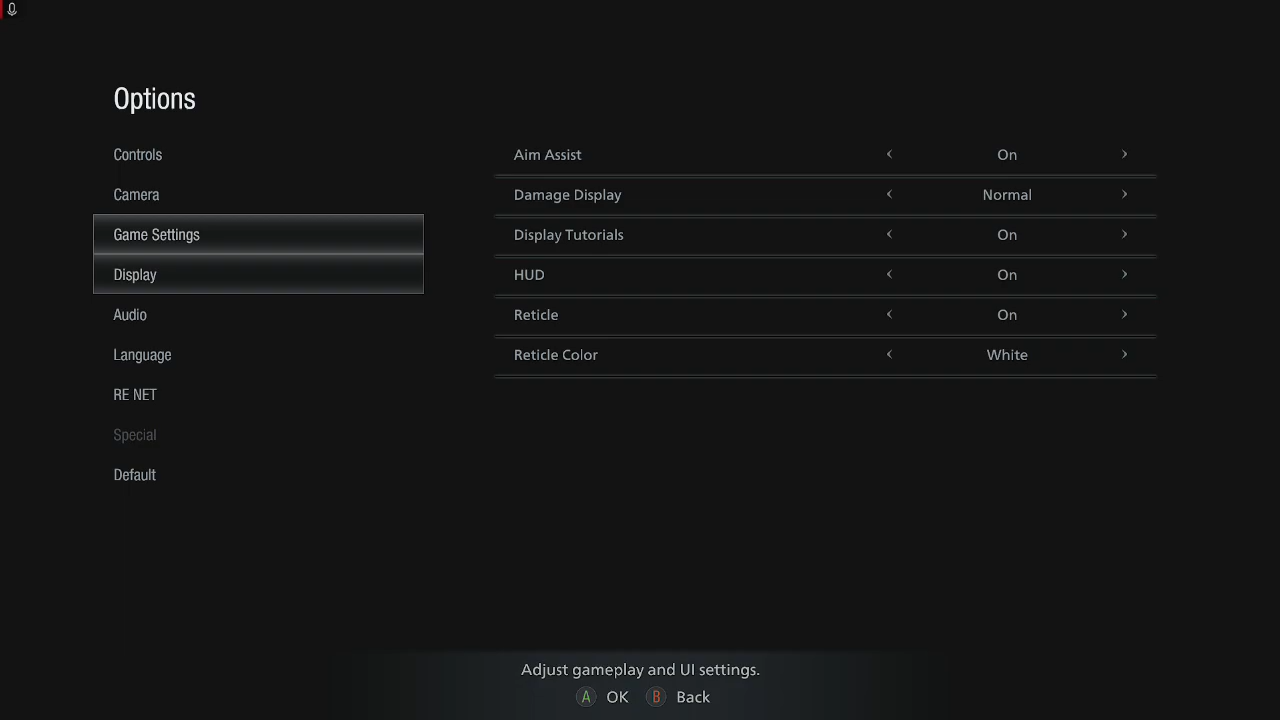 Options
Controls
Camera
Game Settings
Display
Audio
Language
RE NET
Special
Default
Aim Assist On
Damage Display Normal
Display Tutorials On
HUD On
Reticle On
Reticle Color White
Adjust gameplay and UI settings.
A OK B Back